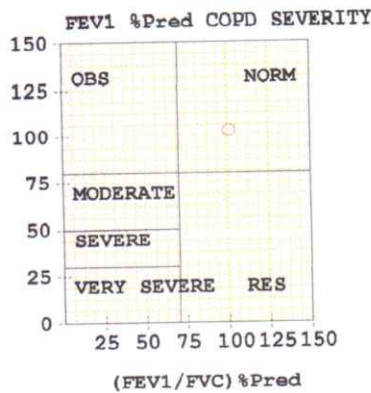 FEV1 %Pred COPD SEVERITY
150
125
100
75
50
25
0
OBS NORM
MODERATE
SEVERE
VERY SEVERE RES
25 50 75 100 125 150
(FEV1/FVC)%Pred